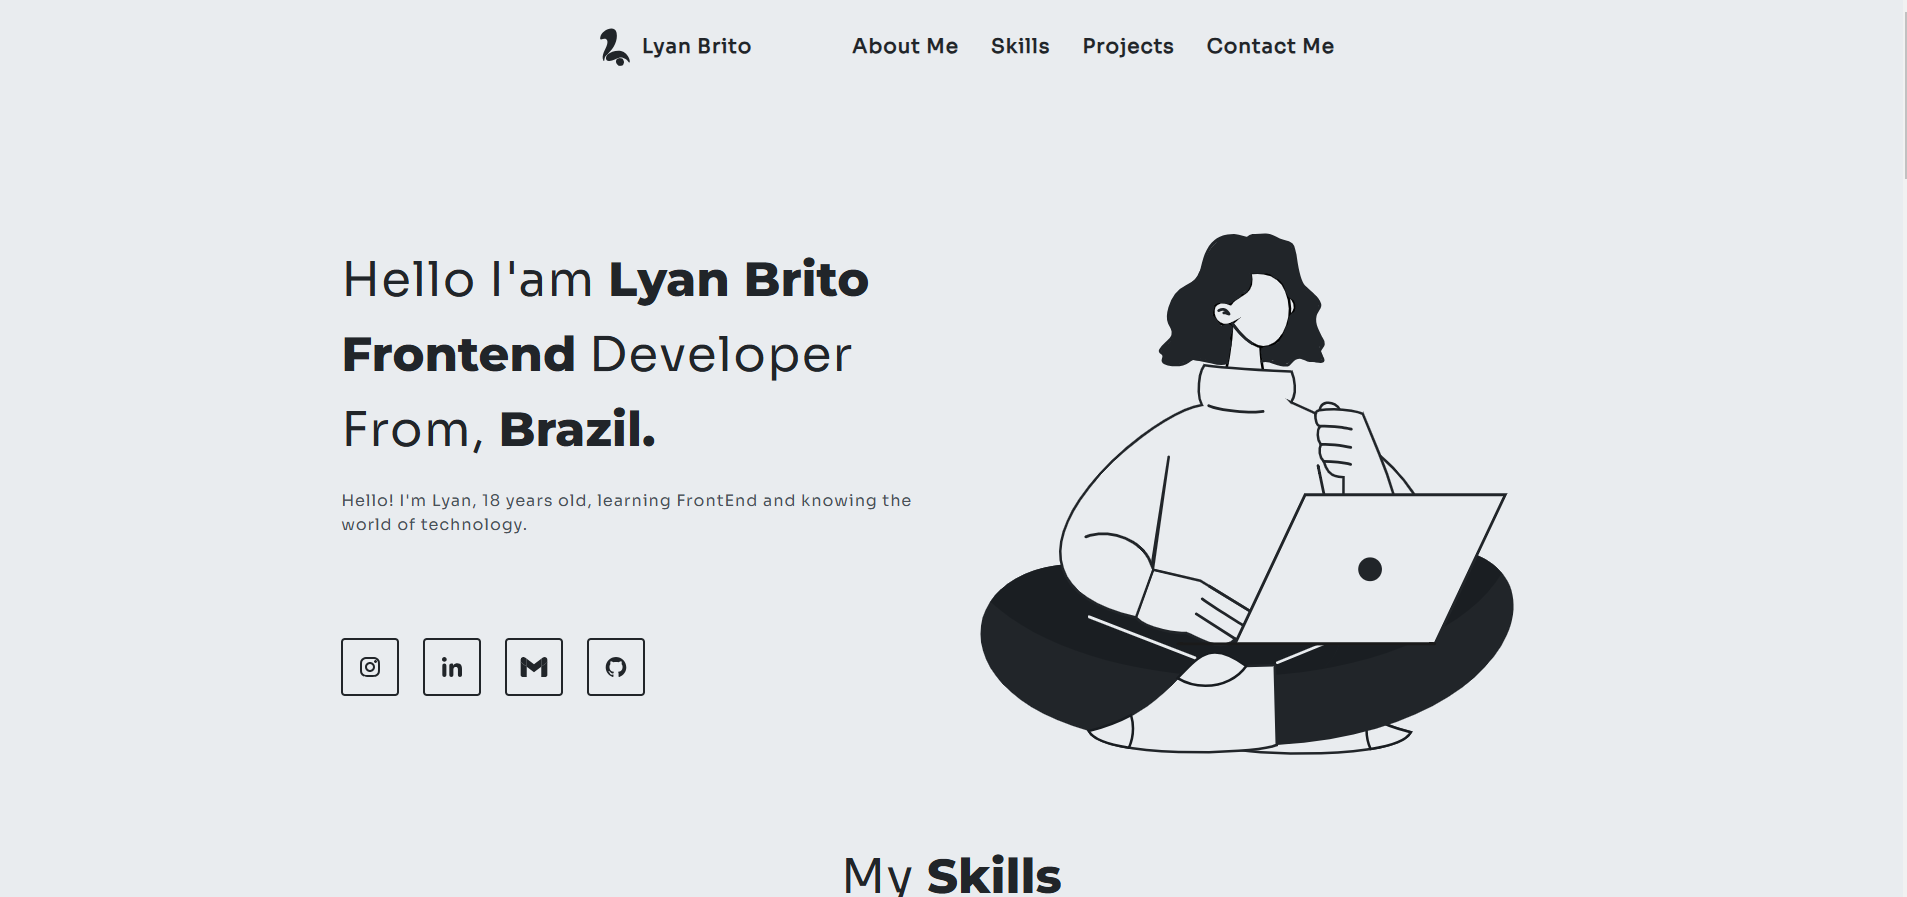 Lyan Brito
About Me Skills Projects Contact Me
Hello I'am Lyan Brito
Frontend Developer
From, Brazil.
Hello! I'm Lyan, 18 years old, learning FrontEnd and knowing the
world of technology.
My Skills